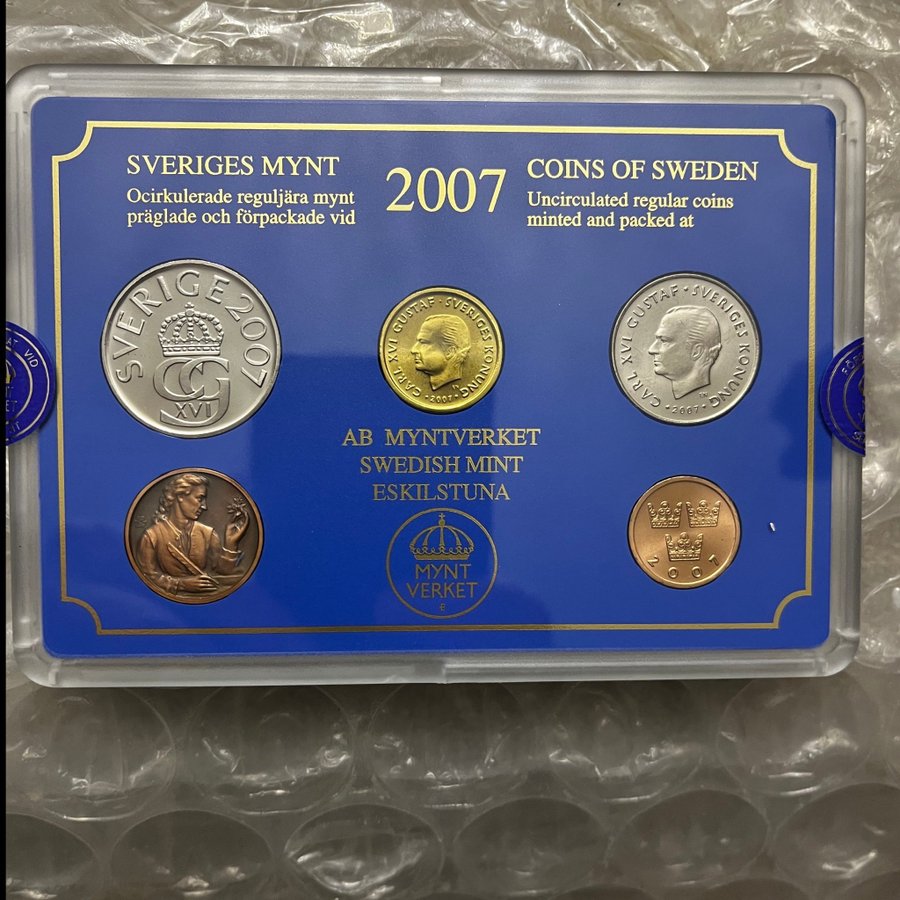 SVERIGES MYNT
Ocirkulerade reguljära mynt
präglade och förpackade vid
2007
COINS OF SWEDEN
Uncirculated regular coins
minted and packed at
SVERIGE 2007
XVI
CARL XVI GUSTAF · SVERIGES KONUNG
· 2007 ·
CARL XVI GUSTAF · SVERIGES KONUNG
· 2007 ·
AB MYNTVERKET
SWEDISH MINT
ESKILSTUNA
MYNT
VERKET
2007